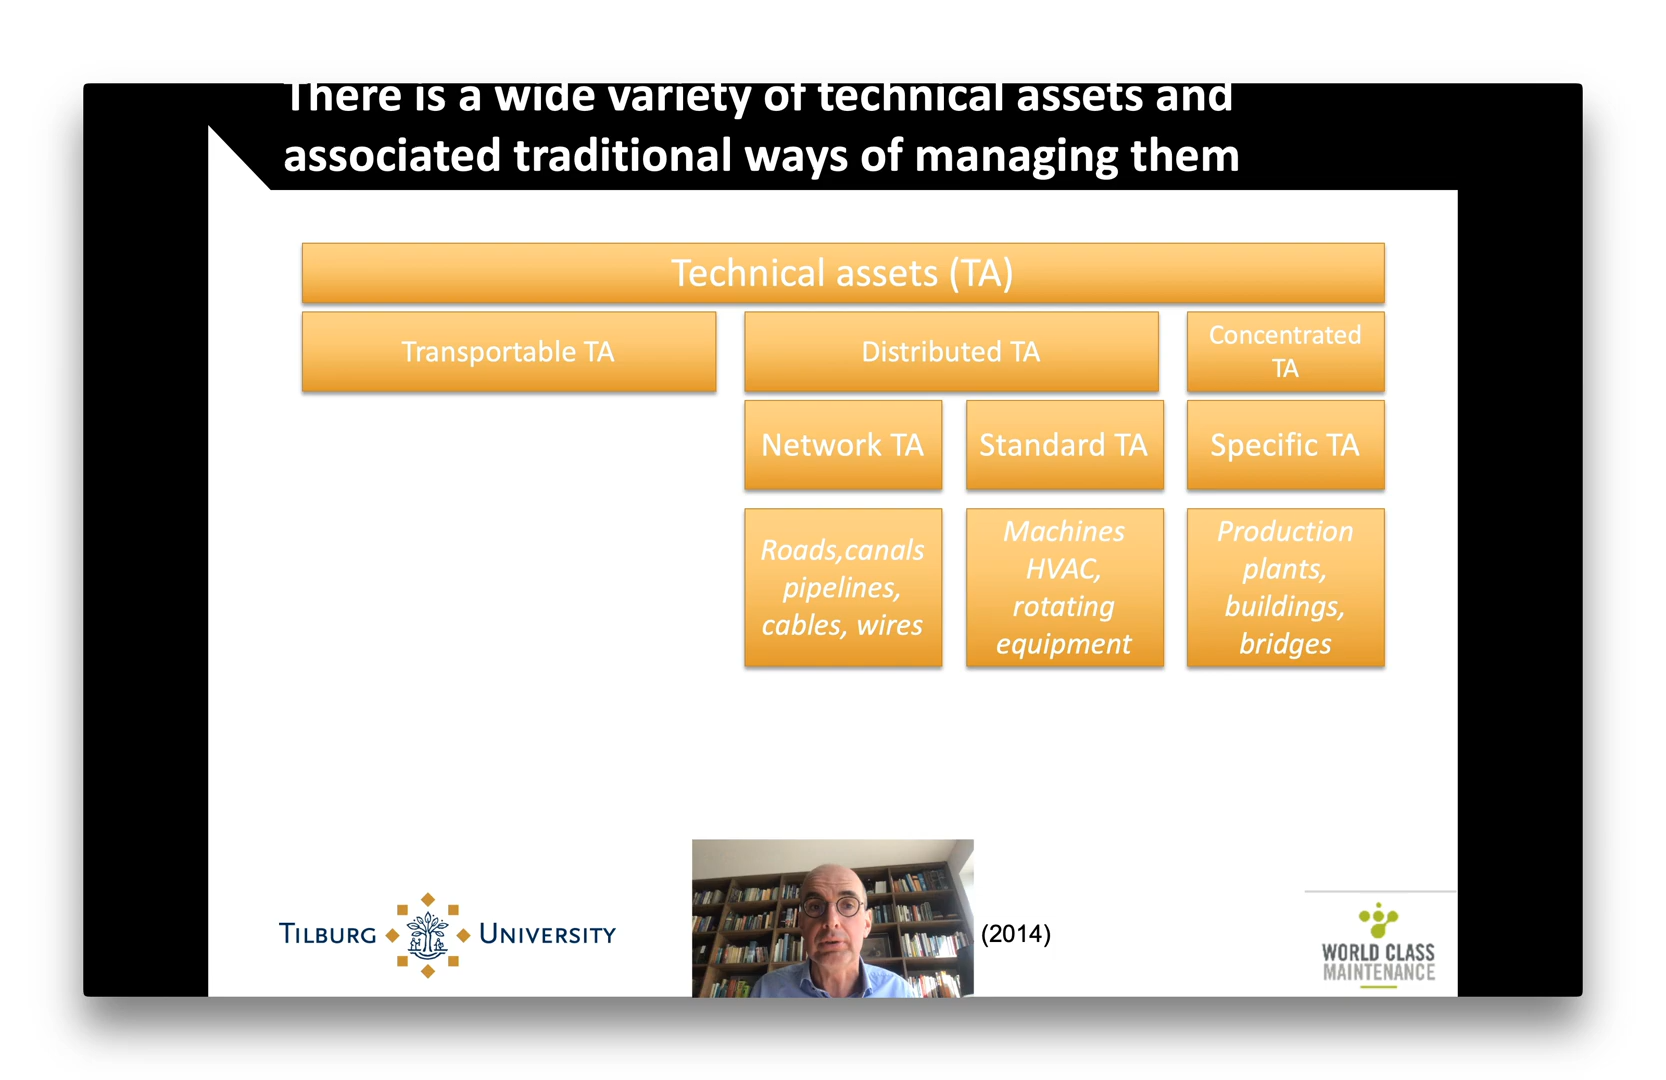 There is a wide variety of technical assets and
associated traditional ways of managing them
Technical assets (TA)
Transportable TA
Distributed TA
Concentrated
TA
Network TA
Standard TA
Specific TA
Roads,canals
pipelines,
cables, wires
Machines
HVAC,
rotating
equipment
Production
plants,
buildings,
bridges
TILBURG UNIVERSITY
(2014)
WORLD CLASS
MAINTENANCE